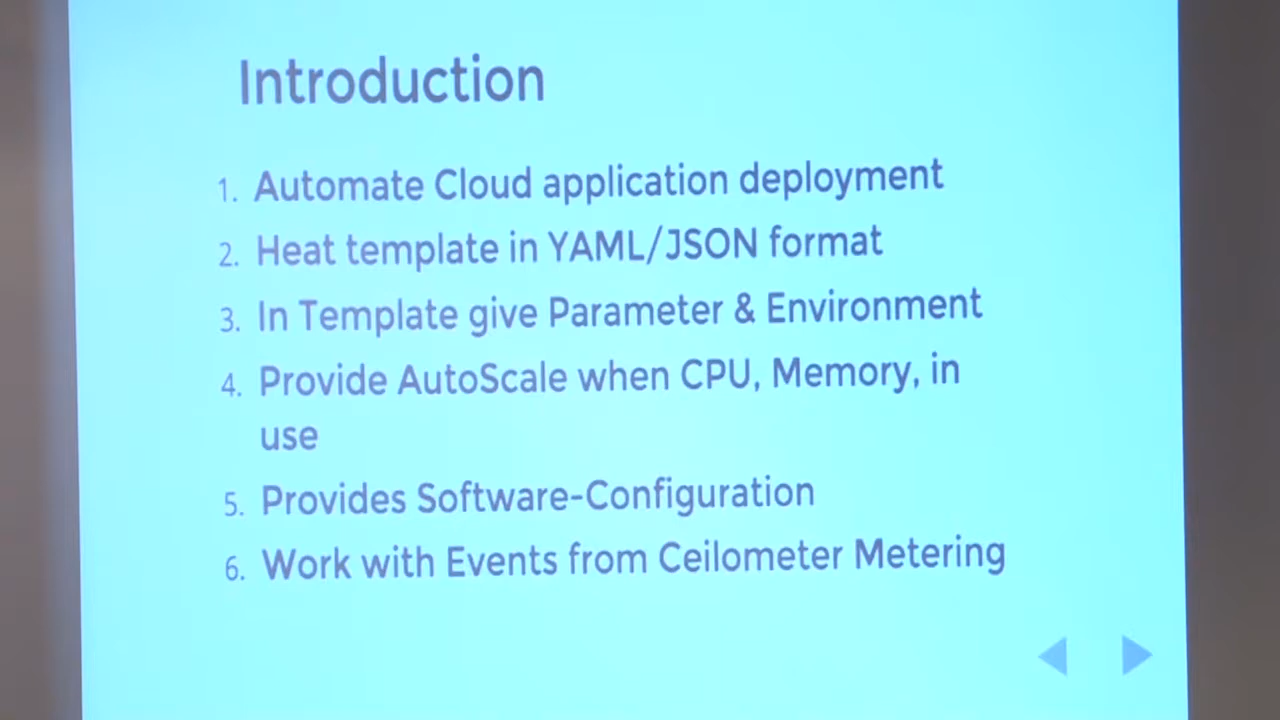 Introduction
1. Automate Cloud application deployment
2. Heat template in YAML/JSON format
3. In Template give Parameter & Environment
4. Provide AutoScale when CPU, Memory, in
use
5. Provides Software-Configuration
6. Work with Events from Ceilometer Metering